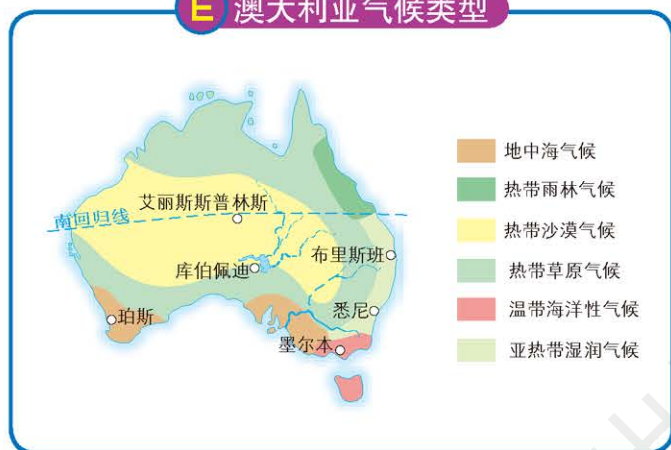 E 澳大利亚气候类型
艾丽斯斯普林斯
南回归线
布里斯班
库伯佩迪
珀斯
悉尼
墨尔本
地中海气候
热带雨林气候
热带沙漠气候
热带草原气候
温带海洋性气候
亚热带湿润气候